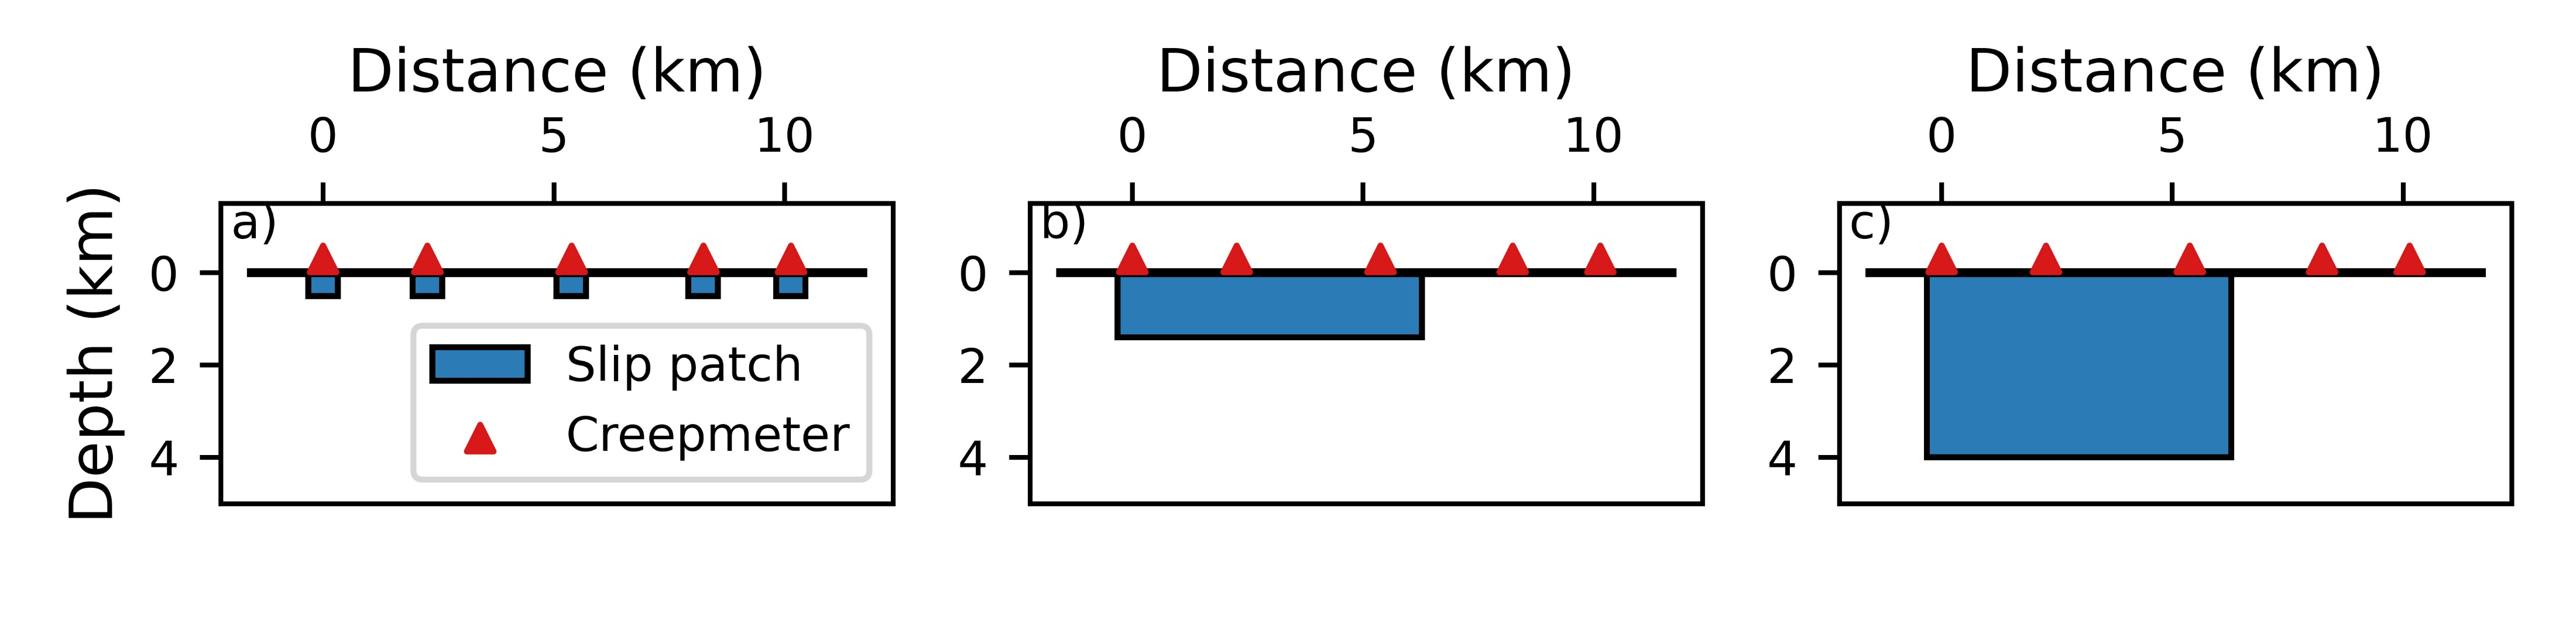 Distance (km)
0 5 10
Depth (km)
0
2
4
a)
Slip patch
Creepmeter
Distance (km)
0 5 10
0
2
4
b)
Distance (km)
0 5 10
0
2
4
c)